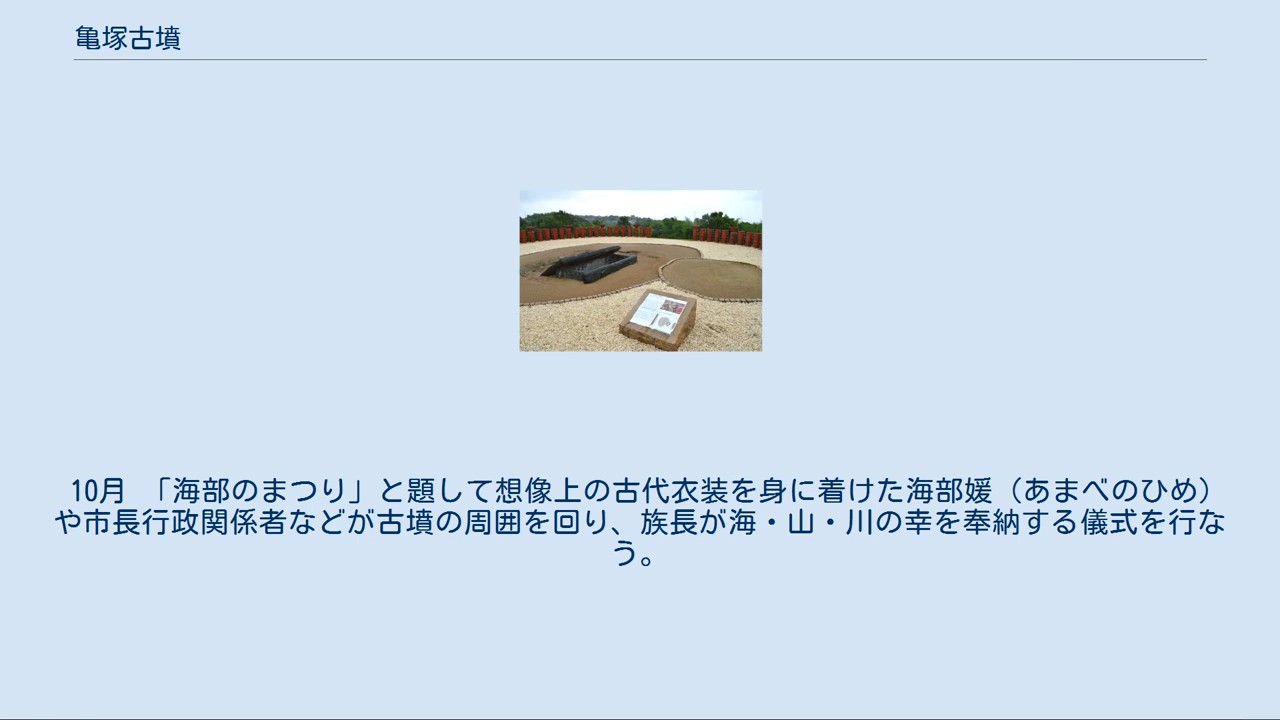 亀塚古墳
10月　「海部のまつり」と題して想像上の古代衣装を身に着けた海部媛（あまべのひめ）
や市長行政関係者などが古墳の周囲を回り、族長が海・山・川の幸を奉納する儀式を行な
う。